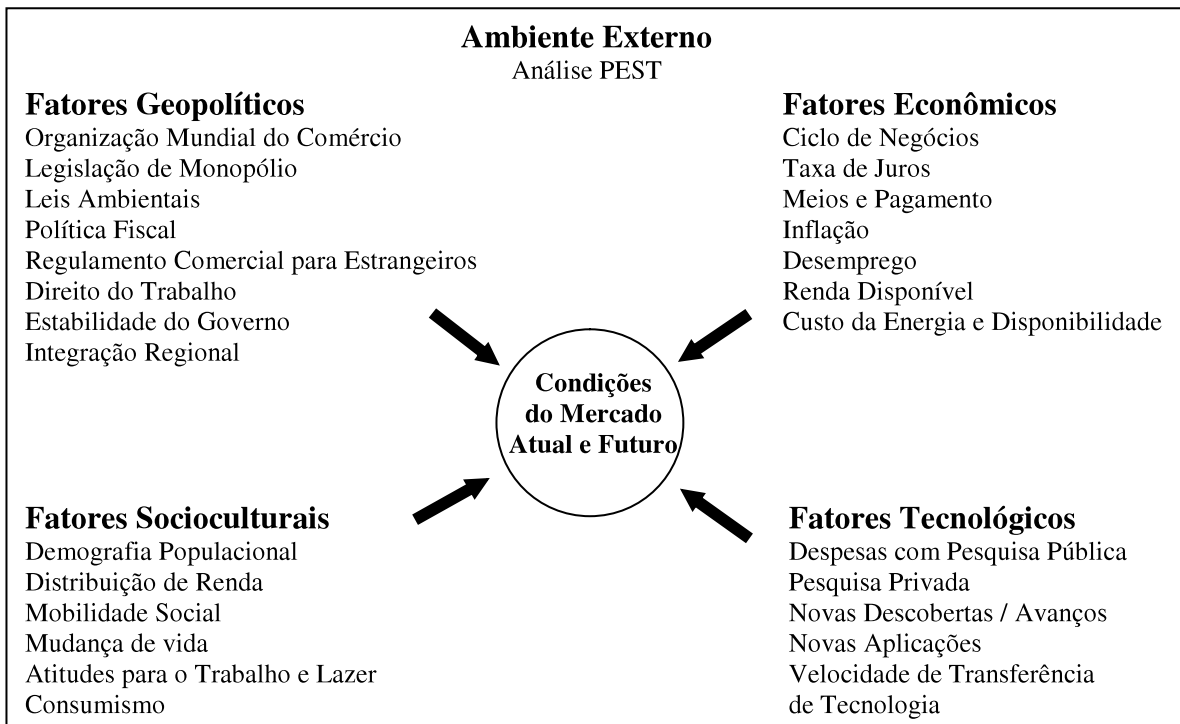 Ambiente Externo
Análise PEST
Fatores Geopolíticos
Organização Mundial do Comércio
Legislação de Monopólio
Leis Ambientais
Política Fiscal
Regulamento Comercial para Estrangeiros
Direito do Trabalho
Estabilidade do Governo
Integração Regional
Fatores Econômicos
Ciclo de Negócios
Taxa de Juros
Meios e Pagamento
Inflação
Desemprego
Renda Disponível
Custo da Energia e Disponibilidade
Condições
do Mercado
Atual e Futuro
Fatores Socioculturais
Demografia Populacional
Distribuição de Renda
Mobilidade Social
Mudança de vida
Atitudes para o Trabalho e Lazer
Consumismo
Fatores Tecnológicos
Despesas com Pesquisa Pública
Pesquisa Privada
Novas Descobertas / Avanços
Novas Aplicações
Velocidade de Transferência
de Tecnologia